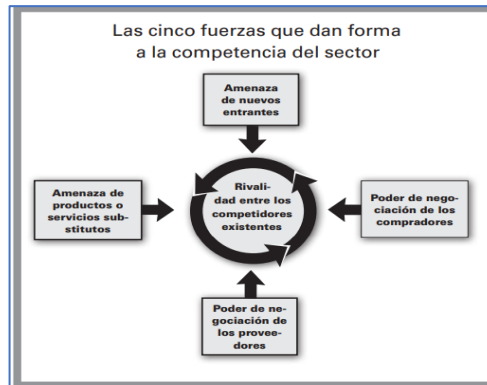 Las cinco fuerzas que dan forma
a la competencia del sector
Amenaza
de nuevos
entrantes
Amenaza de
productos o
servicios sub-
stitutos
Rivali-
dad entre los
competidores
existentes
Poder de nego-
ciación de los
compradores
Poder de ne-
gociación de
los provee-
dores